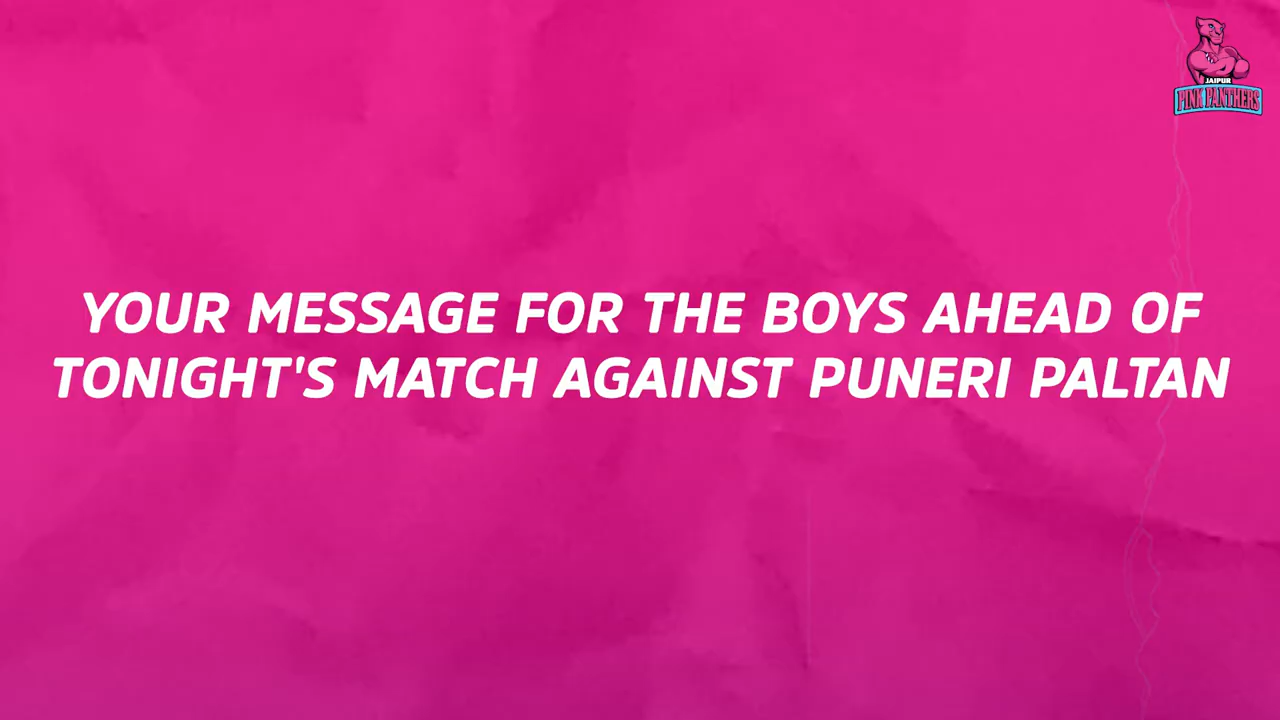 JAIPUR
PINK PANTHERS
YOUR MESSAGE FOR THE BOYS AHEAD OF
TONIGHT'S MATCH AGAINST PUNERI PALTAN